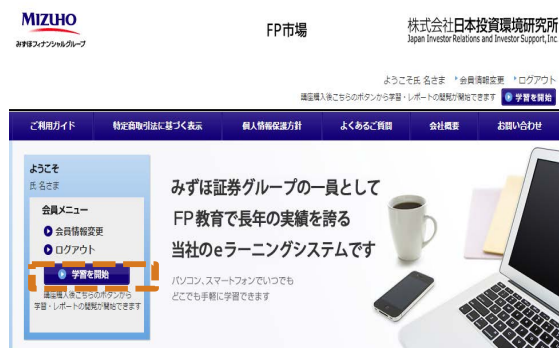 MIZUHO
みずほフィナンシャルグループ
FP市場
株式会社日本投資環境研究所
Japan Investor Relations and Investor Support, Inc.
ようこそ氏 名さま 会員情報変更 ログアウト
講座購入後こちらのボタンから学習・レポートの閲覧が開始できます 学習を開始
ご利用ガイド 特定商取引法に基づく表示 個人情報保護方針 よくあるご質問 会社概要 お問い合わせ
ようこそ
氏 名さま
会員メニュー
会員情報変更
ログアウト
学習を開始
講座購入後こちらのボタンから
学習・レポートの閲覧が開始できます
みずほ証券グループの一員として
FP教育で長年の実績を誇る
当社のeラーニングシステムです
パソコン、スマートフォンでいつでも
どこでも手軽に学習できます